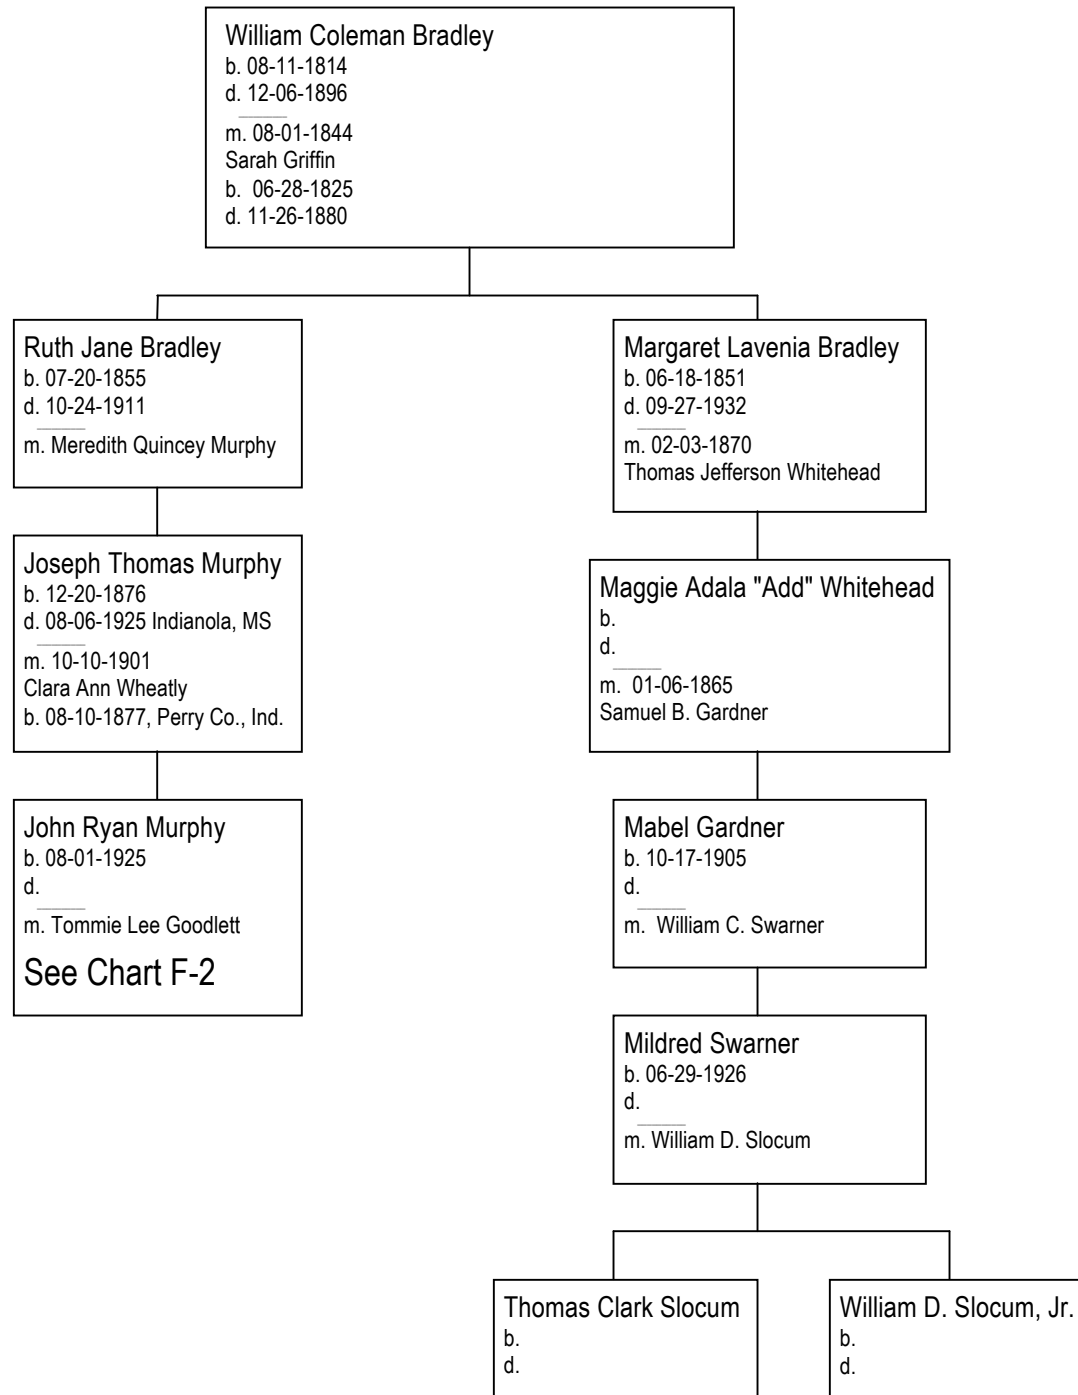 William Coleman Bradley
b. 08-11-1814
d. 12-06-1896
m. 08-01-1844
Sarah Griffin
b. 06-28-1825
d. 11-26-1880
Ruth Jane Bradley
b. 07-20-1855
d. 10-24-1911
m. Meredith Quincey Murphy
Margaret Lavenia Bradley
b. 06-18-1851
d. 09-27-1932
m. 02-03-1870
Thomas Jefferson Whitehead
Joseph Thomas Murphy
b. 12-20-1876
d. 08-06-1925 Indianola, MS
m. 10-10-1901
Clara Ann Wheatly
b. 08-10-1877, Perry Co., Ind.
Maggie Adala "Add" Whitehead
b.
d.
m. 01-06-1865
Samuel B. Gardner
John Ryan Murphy
b. 08-01-1925
d.
m. Tommie Lee Goodlett
See Chart F-2
Mabel Gardner
b. 10-17-1905
d.
m. William C. Swarner
Mildred Swarner
b. 06-29-1926
d.
m. William D. Slocum
Thomas Clark Slocum
b.
d.
William D. Slocum, Jr.
b.
d.